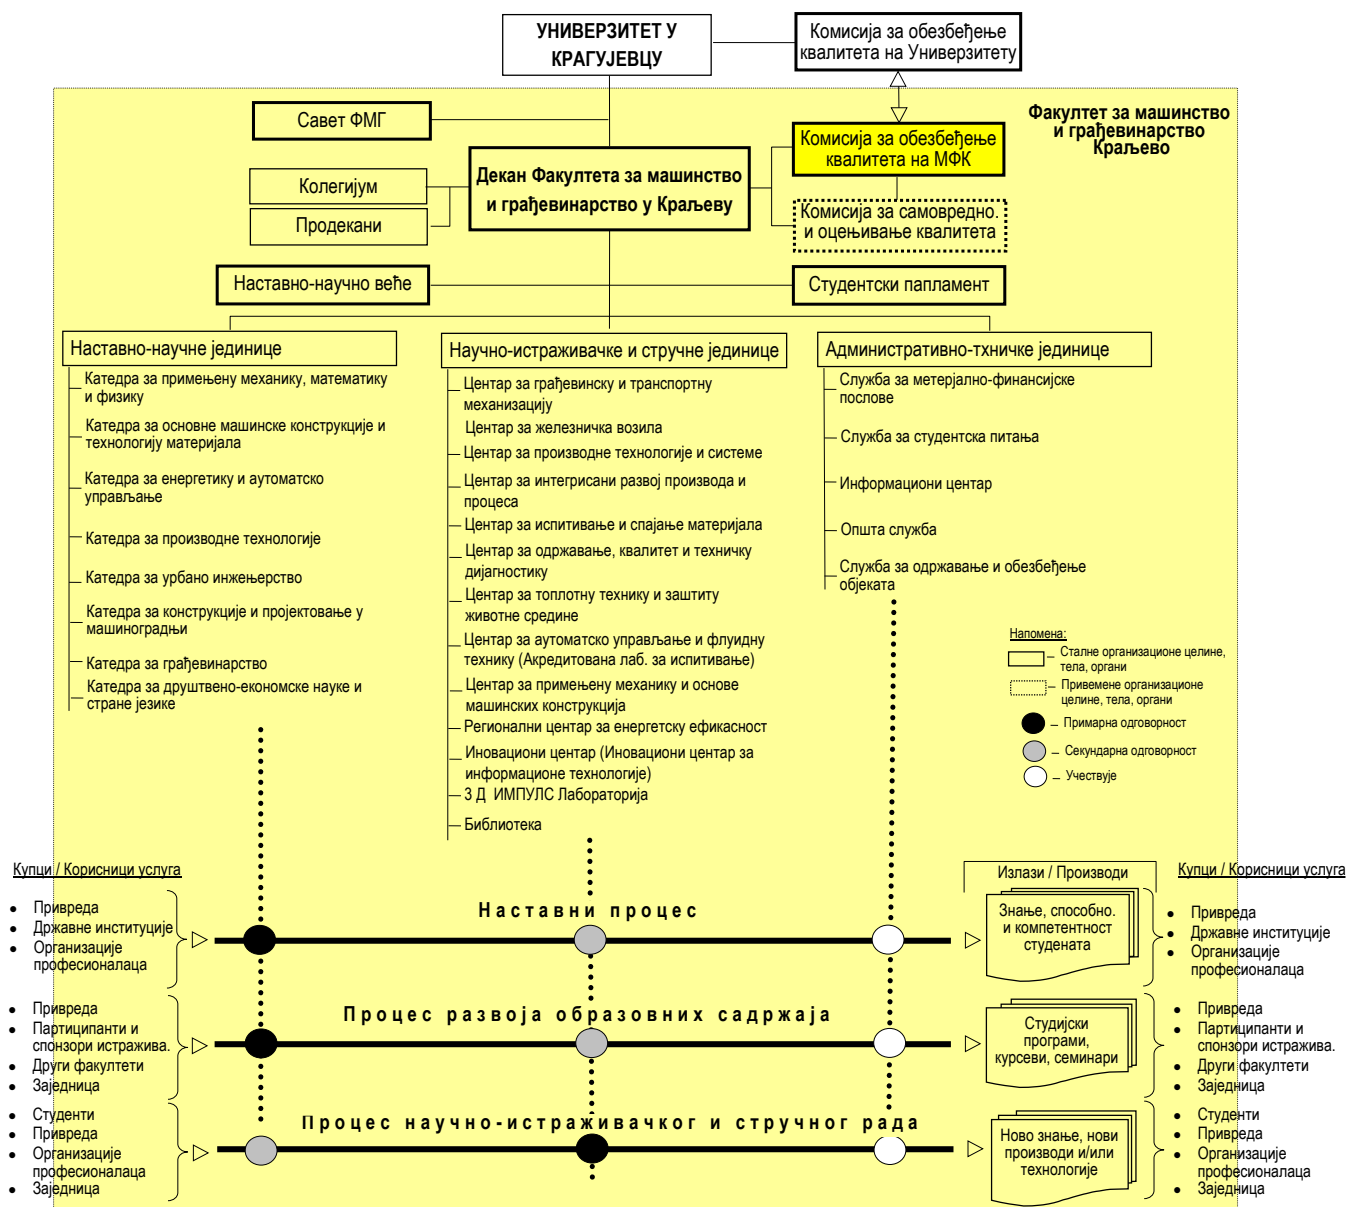 УНИВЕРЗИТЕТ У
КРАГУЈЕВЦУ
Комисија за обезбеђење
квалитета на Универзитету
Савет ФМГ
Факултет за машинство
и грађевинарство
Краљево
Комисија за обезбеђење
квалитета на МФК
Декан Факултета за машинство
и грађевинарство у Краљеву
Колегијум
Продекани
Комисија за самовредно.
и оцењивање квалитета
Наставно-научно веће
Студентски папламент
Наставно-научне јединице
Катедра за примењену механику, математику
и физику
Катедра за основне машинске конструкције и
технологију материјала
Катедра за енергетику и аутоматско
управљање
Катедра за производне технологије
Катедра за урбано инжењерство
Катедра за конструкције и пројектовање у
машиноградњи
Катедра за грађевинарство
Катедра за друштвено-економске науке и
стране језике
Научно-истраживачке и стручне јединице
Центар за грађевинску и транспортну
механизацију
Центар за железничка возила
Центар за производне технологије и системе
Центар за интегрисани развој производа и
процеса
Центар за испитивање и спајање материјала
Центар за одржавање, квалитет и техничку
дијагностику
Центар за топлотну технику и заштиту
животне средине
Центар за аутоматско управљање и флуидну
технику (Акредитована лаб. за испитивање)
Центар за примењену механику и основе
машинских конструкција
Регионални центар за енергетску ефикасност
Иновациони центар (Иновациони центар за
информационе технологије)
3 Д ИМПУЛС Лабораторија
Библиотека
Административно-тхничке јединице
Служба за метерјално-финансијске
послове
Служба за студентска питања
Информациони центар
Општа служба
Служба за одржавање и обезбеђење
објеката
Напомена:
– Сталне организационе целине,
тела, органи
– Привемене организационе
целине, тела, органи
– Примарна одговорност
– Секундарна одговорност
– Учествује
Купци / Корисници услуга
• Привреда
• Државне институције
• Организације
професионалаца
Наставни процес
Излази / Производи
Знање, способно.
и компетентност
студената
Купци / Корисници услуга
• Привреда
• Државне институције
• Организације
професионалаца
• Привреда
• Партиципанти и
спонзори истражива.
• Други факултети
• Заједница
Процес развоја образовних садржаја
Студијски
програми,
курсеви, семинари
• Привреда
• Партиципанти и
спонзори истражива.
• Други факултети
• Заједница
• Студенти
• Привреда
• Организације
професионалаца
• Заједница
Процес научно-истраживачког и стручног рада
Ново знање, нови
производи и/или
технологије
• Студенти
• Привреда
• Организације
професионалаца
• Заједница